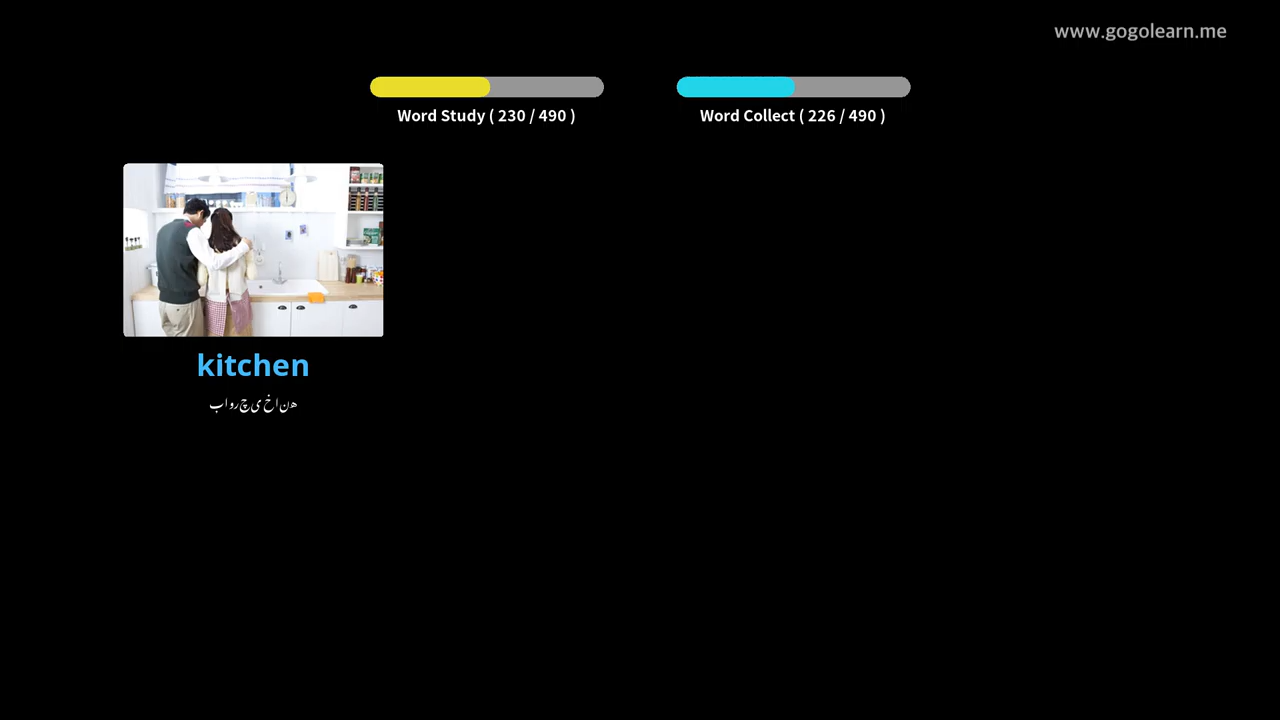 www.gogolearn.me
Word Study ( 230 / 490 )
Word Collect ( 226 / 490 )
kitchen
باورچی خانہ